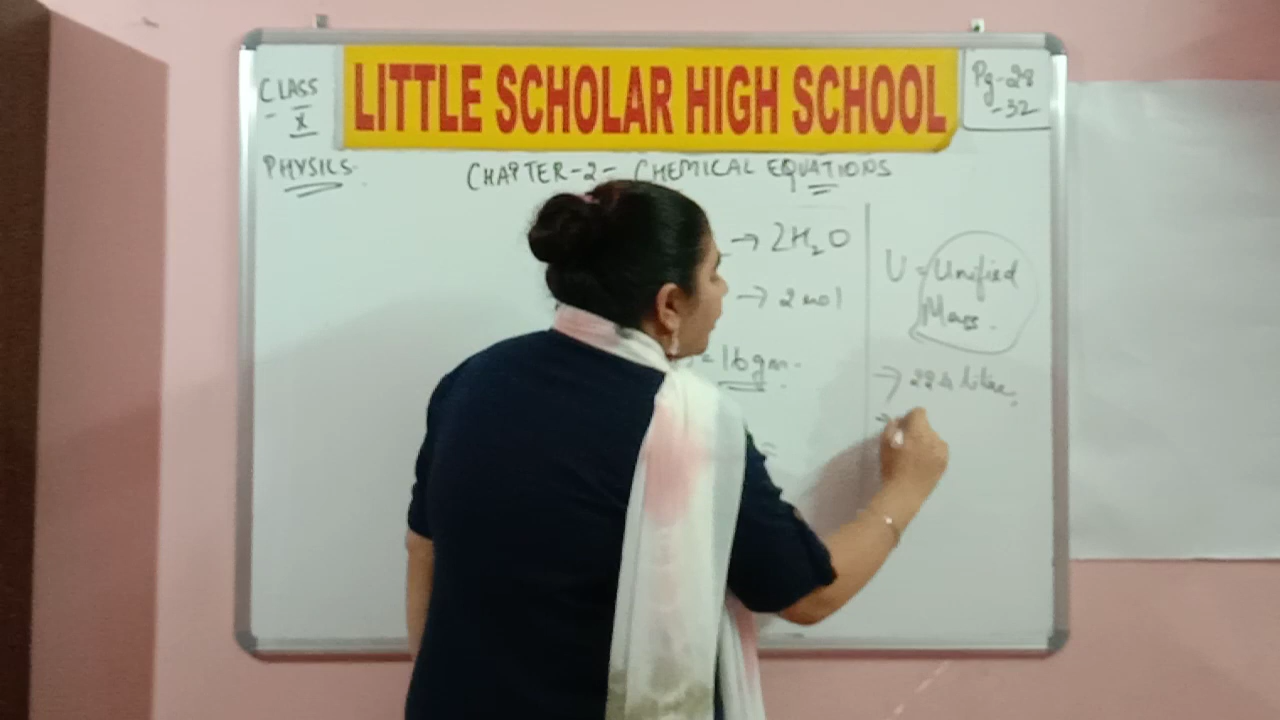 CLASS
X
LITTLE SCHOLAR HIGH SCHOOL
Pg-28
-32
PHYSICS
CHAPTER-2- CHEMICAL EQUATIONS
→ 2H₂O
→ 2 mol
= 16gm.
=
U = Unified
Mass.
→ 22.4 litre